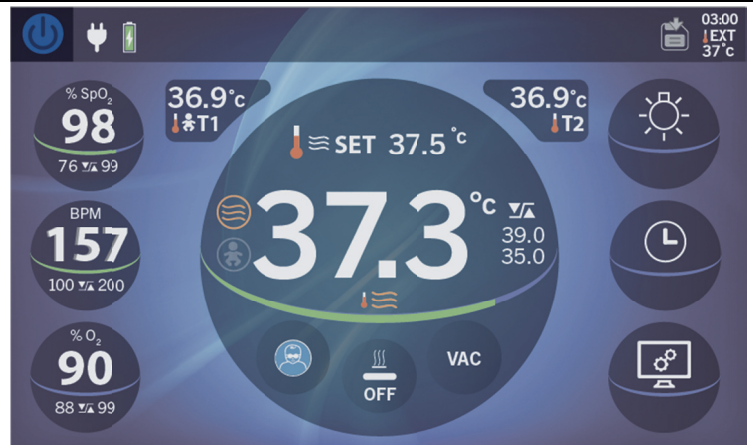 03:00
EXT
37°C
% SpO₂
98
76 99
36.9°C
T1
36.9°C
T2
SET 37.5°C
37.3°C
39.0
35.0
BPM
157
100 200
% O₂
90
88 99
OFF
VAC